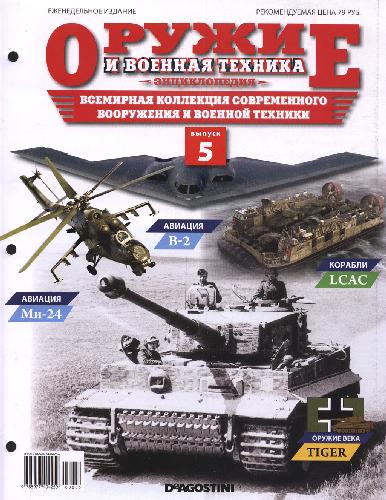 ЕЖЕНЕДЕЛЬНОЕ ИЗДАНИЕ
РЕКОМЕНДУЕМАЯ ЦЕНА 79 РУБ.
ОРУЖИЕ
И ВОЕННАЯ ТЕХНИКА
ЭНЦИКЛОПЕДИЯ
ВСЕМИРНАЯ КОЛЛЕКЦИЯ СОВРЕМЕННОГО
ВООРУЖЕНИЯ И ВОЕННОЙ ТЕХНИКИ
ВЫПУСК
5
АВИАЦИЯ
B-2
КОРАБЛИ
LCAC
АВИАЦИЯ
Ми-24
ОРУЖИЕ ВЕКА
TIGER
DeAGOSTINI